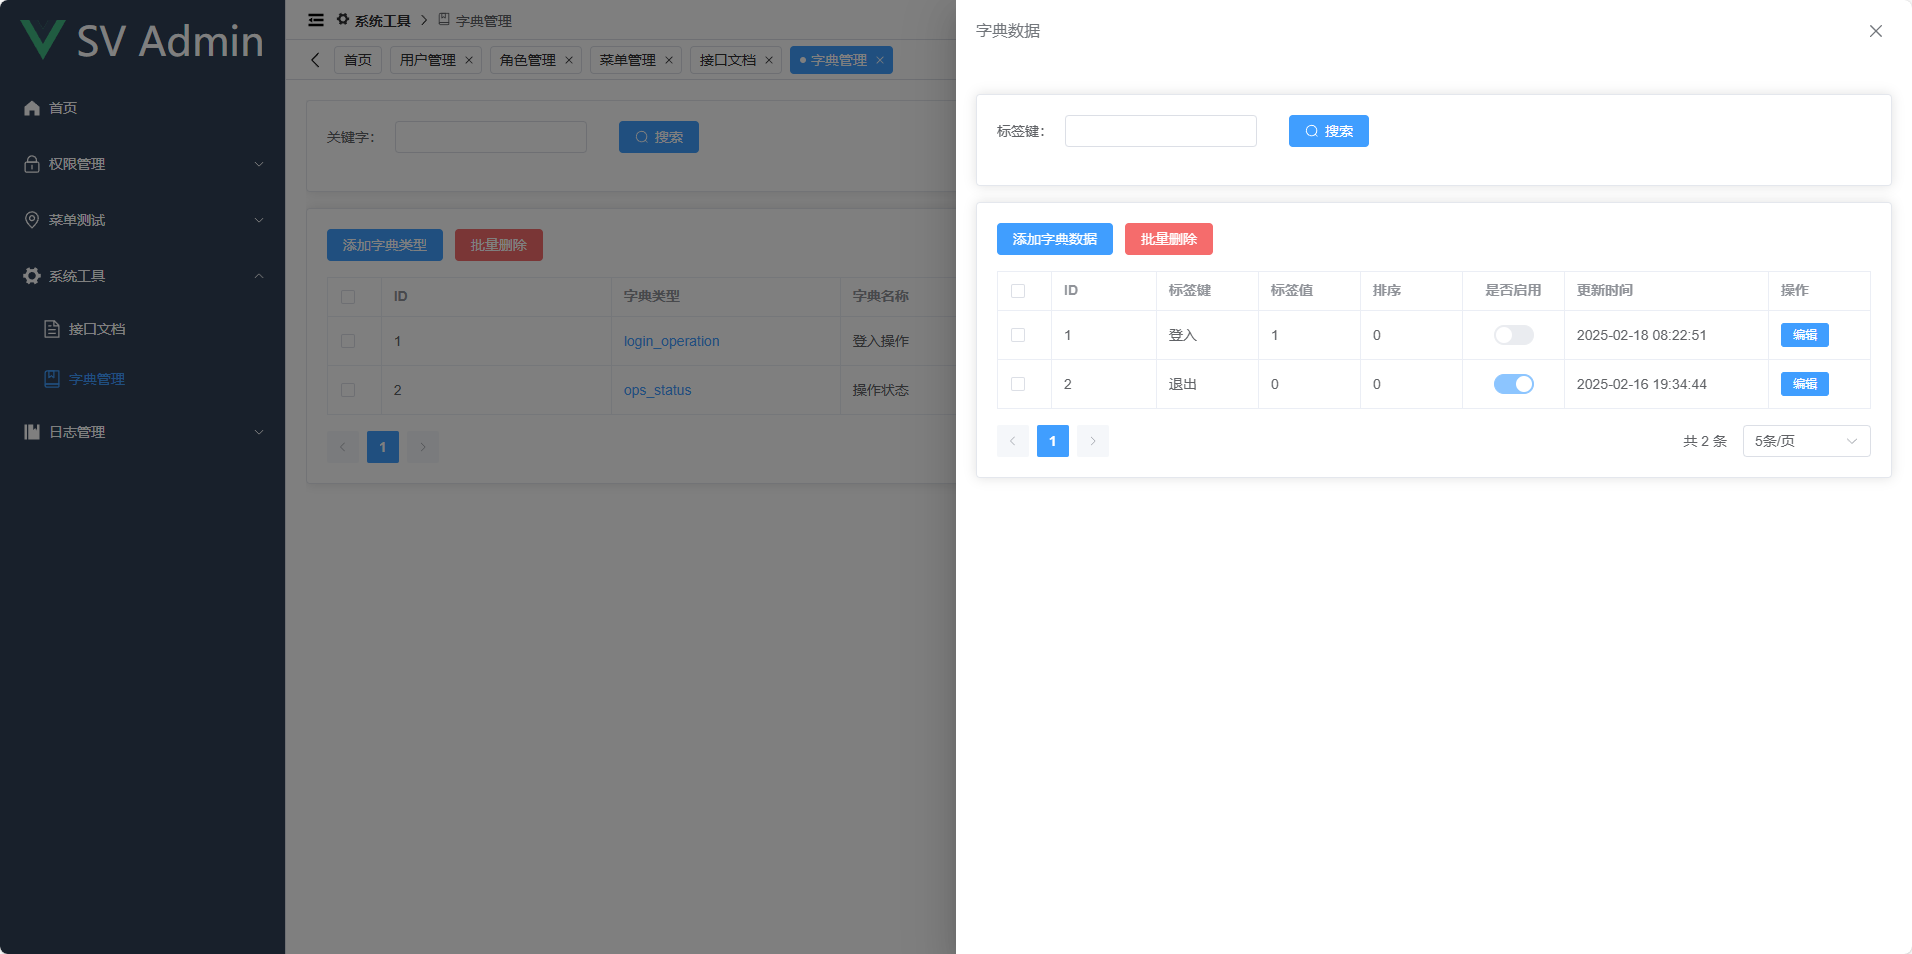 SV Admin
首页
权限管理
菜单测试
系统工具
接口文档
字典管理
日志管理
系统工具 字典管理
首页 用户管理 角色管理 菜单管理 接口文档 字典管理
关键字： 搜索
添加字典类型 批量删除
ID 字典类型 字典名称
1 login_operation 登入操作
2 ops_status 操作状态
1
字典数据
标签键： 搜索
添加字典数据 批量删除
ID 标签键 标签值 排序 是否启用 更新时间 操作
1 登入 1 0 2025-02-18 08:22:51 编辑
2 退出 0 0 2025-02-16 19:34:44 编辑
1 共 2 条 5条/页